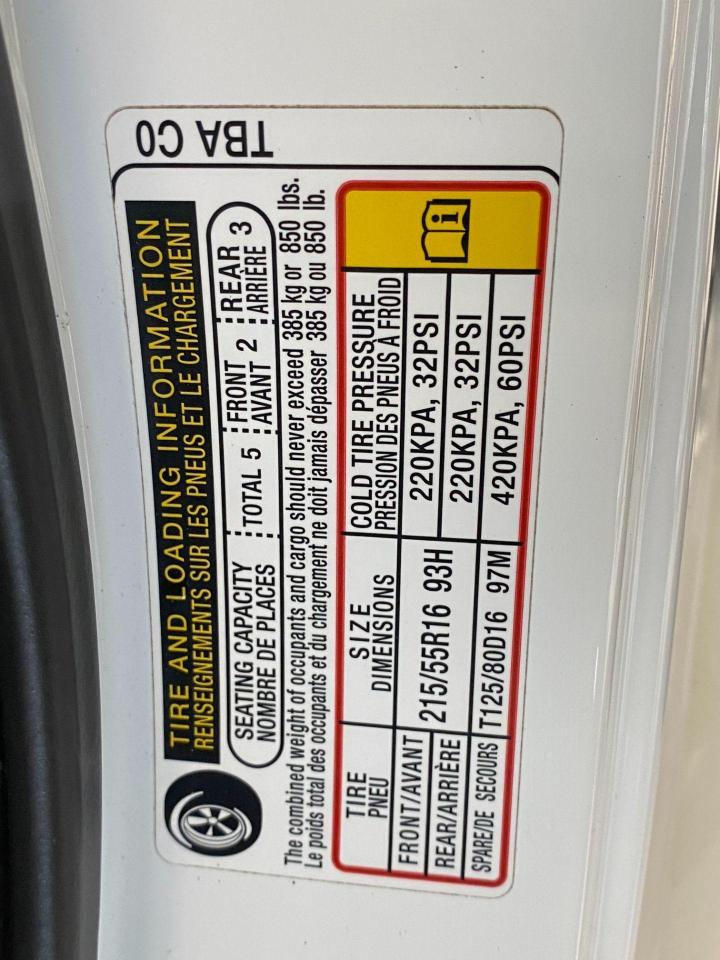 TIRE AND LOADING INFORMATION
RENSEIGNEMENTS SUR LES PNEUS ET LE CHARGEMENT
SEATING CAPACITY
NOMBRE DE PLACES
TOTAL 5
FRONT
AVANT
2
REAR
ARRIÈRE
3
The combined weight of occupants and cargo should never exceed 385 kg or 850 lbs.
Le poids total des occupants et du chargement ne doit jamais dépasser 385 kg ou 850 lb.
TIRE
PNEU
SIZE
DIMENSIONS
COLD TIRE PRESSURE
PRESSION DES PNEUS À FROID
FRONT/AVANT
215/55R16 93H
220KPA, 32PSI
REAR/ARRIÈRE
220KPA, 32PSI
SPARE/DE SECOURS
T125/80D16 97M
420KPA, 60PSI
i
TBA C0